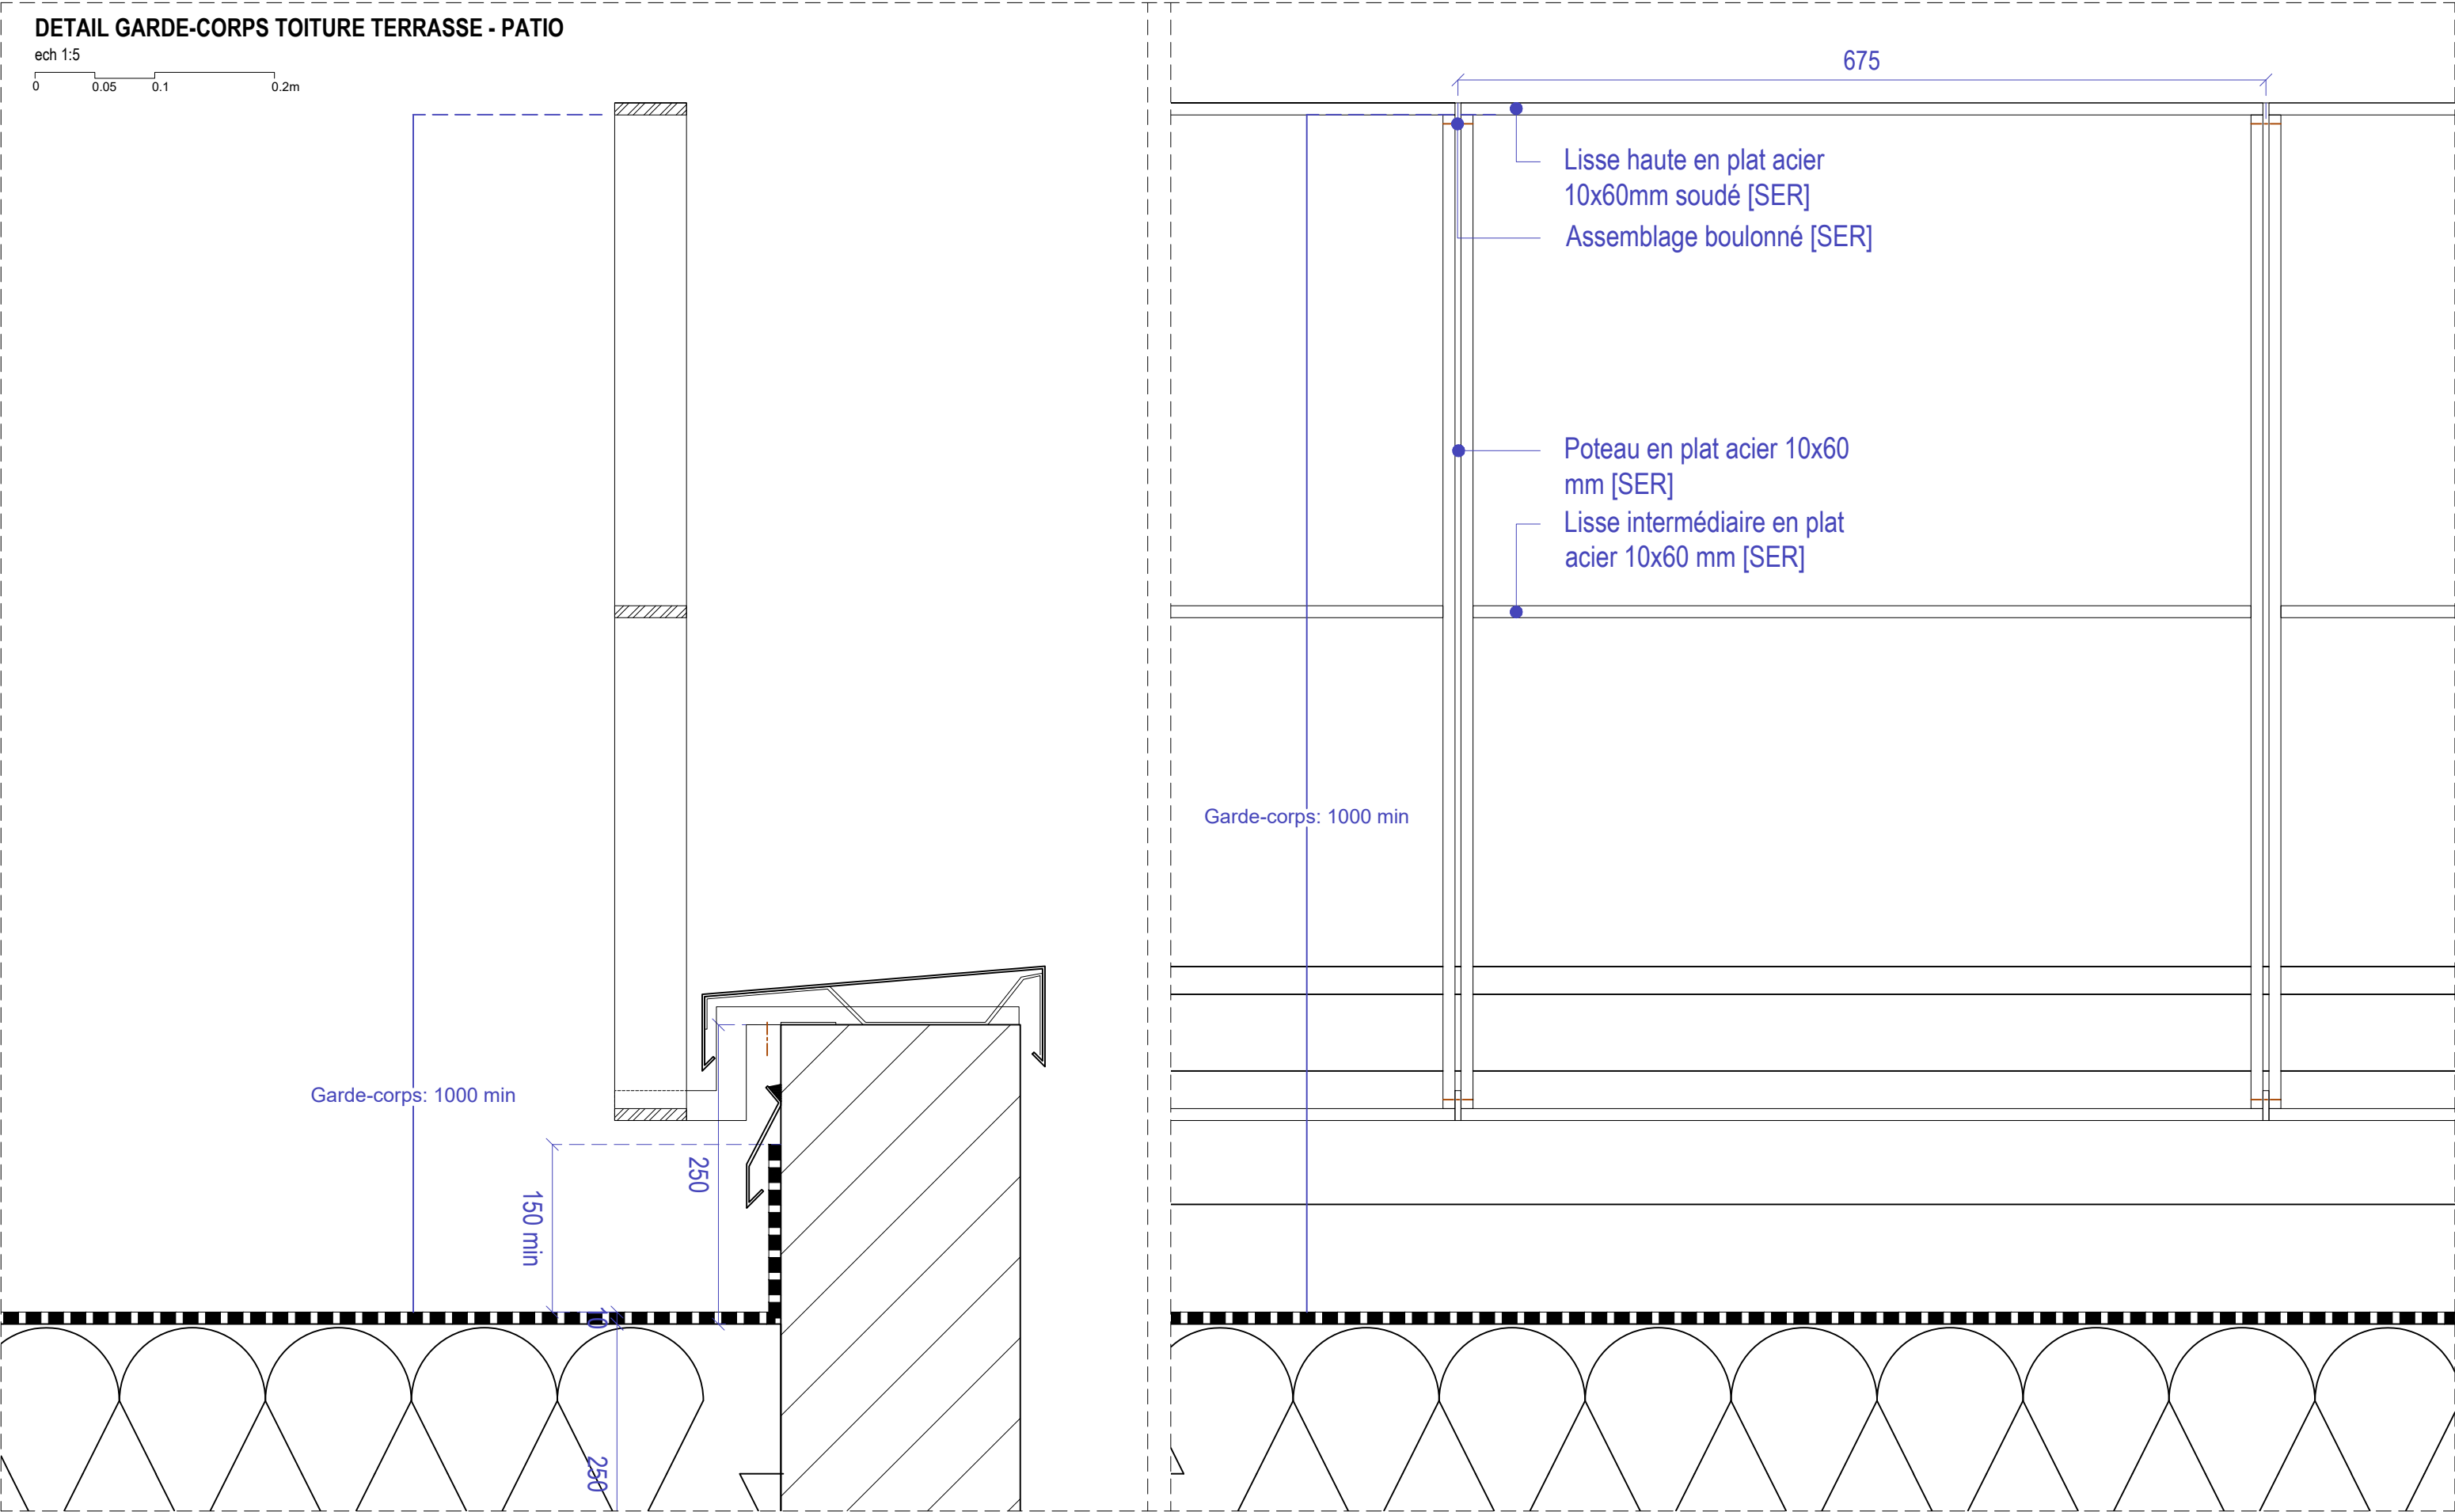 DETAIL GARDE-CORPS TOITURE TERRASSE - PATIO
ech 1:5
0 0.05 0.1 0.2m
675
Lisse haute en plat acier
10x60mm soudé [SER]
Assemblage boulonné [SER]
Poteau en plat acier 10x60
mm [SER]
Lisse intermédiaire en plat
acier 10x60 mm [SER]
Garde-corps: 1000 min
Garde-corps: 1000 min
250
150 min
10
250